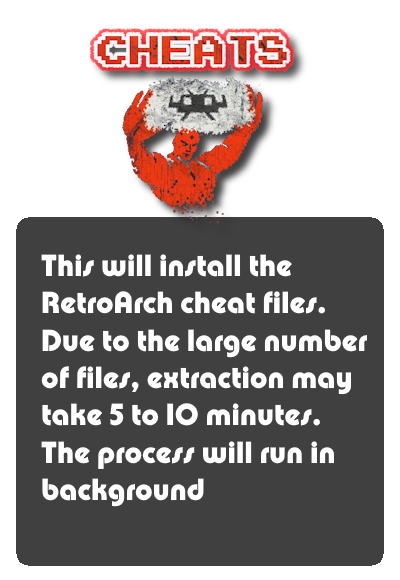 CHEATS
This will install the
RetroArch cheat files.
Due to the large number
of files, extraction may
take 5 to 10 minutes.
The process will run in
background